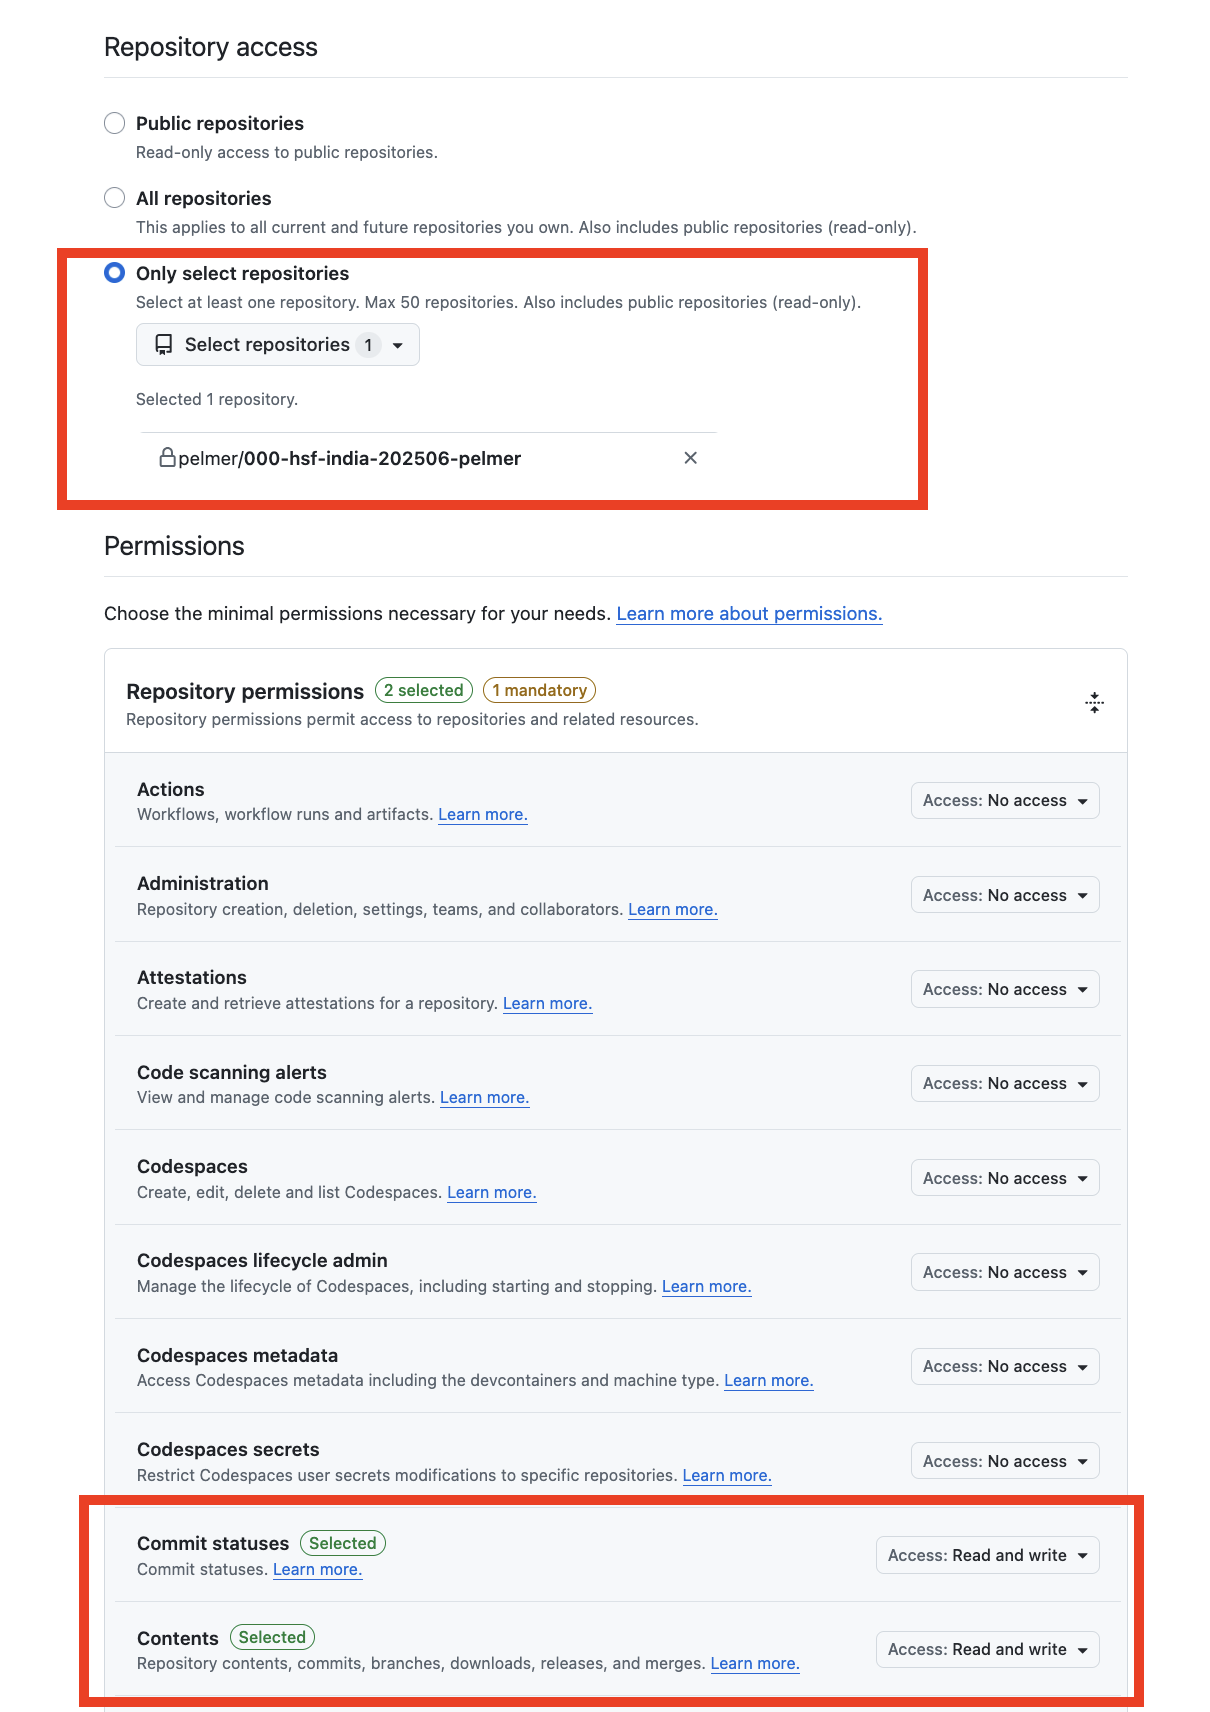 Repository access
Public repositories
Read-only access to public repositories.
All repositories
This applies to all current and future repositories you own. Also includes public repositories (read-only).
Only select repositories
Select at least one repository. Max 50 repositories. Also includes public repositories (read-only).
Select repositories 1
Selected 1 repository.
pelmer/000-hsf-india-202506-pelmer
Permissions
Choose the minimal permissions necessary for your needs. Learn more about permissions.
Repository permissions 2 selected 1 mandatory
Repository permissions permit access to repositories and related resources.
Actions
Workflows, workflow runs and artifacts. Learn more.
Access: No access
Administration
Repository creation, deletion, settings, teams, and collaborators. Learn more.
Access: No access
Attestations
Create and retrieve attestations for a repository. Learn more.
Access: No access
Code scanning alerts
View and manage code scanning alerts. Learn more.
Access: No access
Codespaces
Create, edit, delete and list Codespaces. Learn more.
Access: No access
Codespaces lifecycle admin
Manage the lifecycle of Codespaces, including starting and stopping. Learn more.
Access: No access
Codespaces metadata
Access Codespaces metadata including the devcontainers and machine type. Learn more.
Access: No access
Codespaces secrets
Restrict Codespaces user secrets modifications to specific repositories. Learn more.
Access: No access
Commit statuses Selected
Commit statuses. Learn more.
Access: Read and write
Contents Selected
Repository contents, commits, branches, downloads, releases, and merges. Learn more.
Access: Read and write